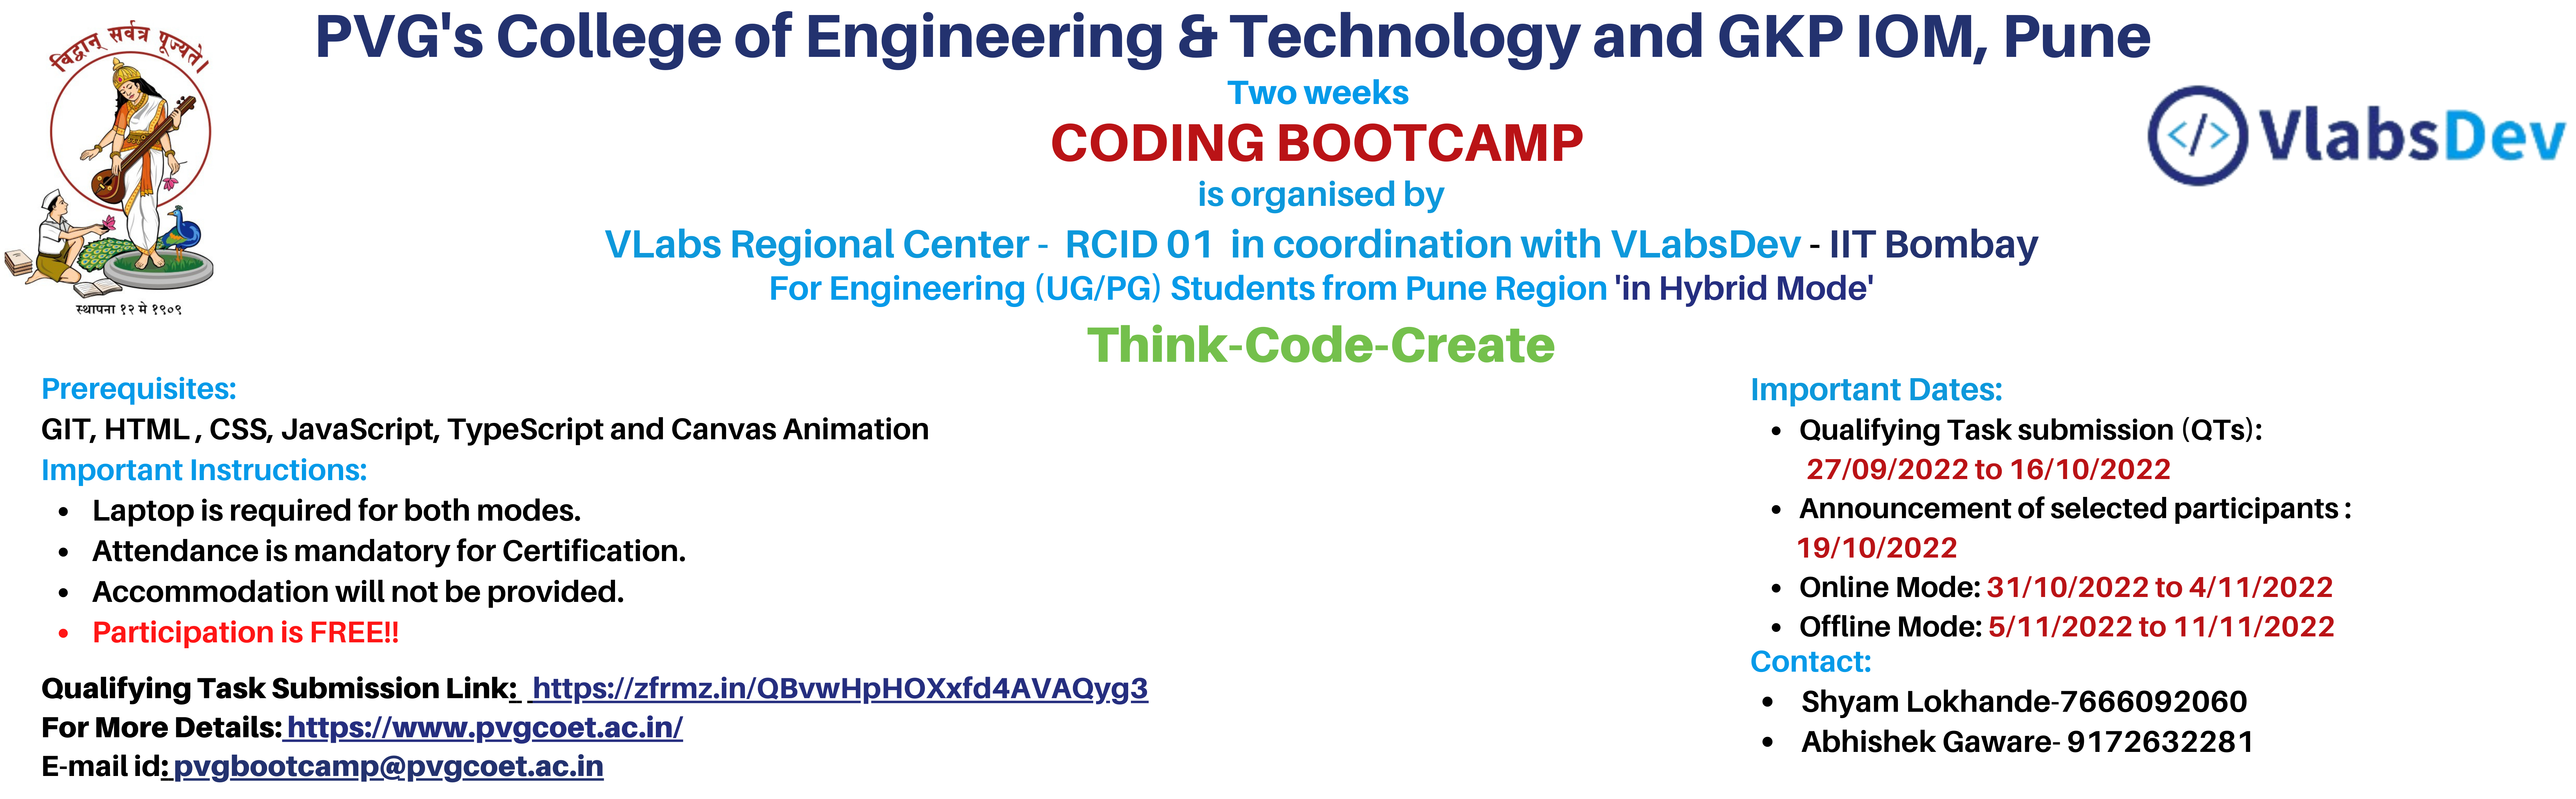 विद्वान् सर्वत्र पूज्यते।
स्थापना १२ मे १९०९
PVG's College of Engineering & Technology and GKP IOM, Pune
Two weeks
CODING BOOTCAMP
is organised by
VLabs Regional Center - RCID 01 in coordination with VLabsDev - IIT Bombay
For Engineering (UG/PG) Students from Pune Region 'in Hybrid Mode'
Think-Code-Create
</> VlabsDev
Prerequisites:
GIT, HTML , CSS, JavaScript, TypeScript and Canvas Animation
Important Instructions:
• Laptop is required for both modes.
• Attendance is mandatory for Certification.
• Accommodation will not be provided.
• Participation is FREE!!
Qualifying Task Submission Link: https://zfrmz.in/QBvwHpHOXxfd4AVAQyg3
For More Details: https://www.pvgcoet.ac.in/
E-mail id: pvgbootcamp@pvgcoet.ac.in
Important Dates:
• Qualifying Task submission (QTs):
27/09/2022 to 16/10/2022
• Announcement of selected participants :
19/10/2022
• Online Mode: 31/10/2022 to 4/11/2022
• Offline Mode: 5/11/2022 to 11/11/2022
Contact:
• Shyam Lokhande-7666092060
• Abhishek Gaware- 9172632281